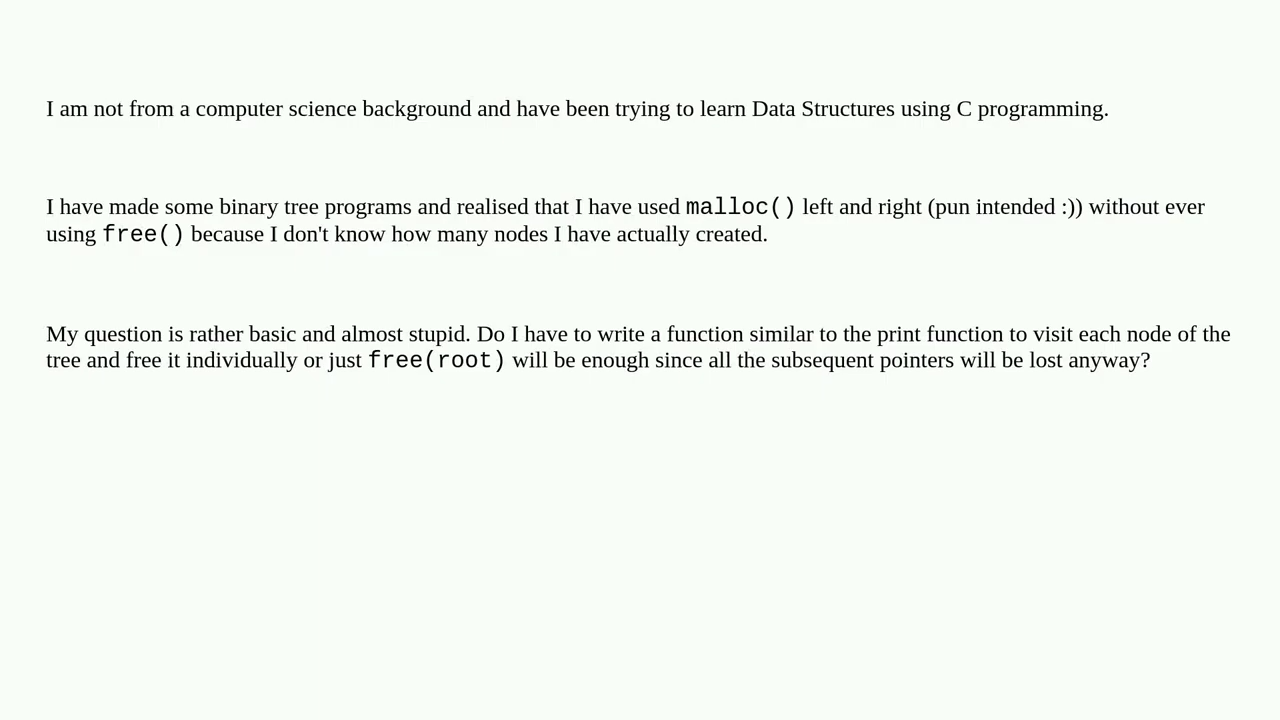 I am not from a computer science background and have been trying to learn Data Structures using C programming.
I have made some binary tree programs and realised that I have used malloc() left and right (pun intended :)) without ever
using free() because I don't know how many nodes I have actually created.
My question is rather basic and almost stupid. Do I have to write a function similar to the print function to visit each node of the
tree and free it individually or just free(root) will be enough since all the subsequent pointers will be lost anyway?